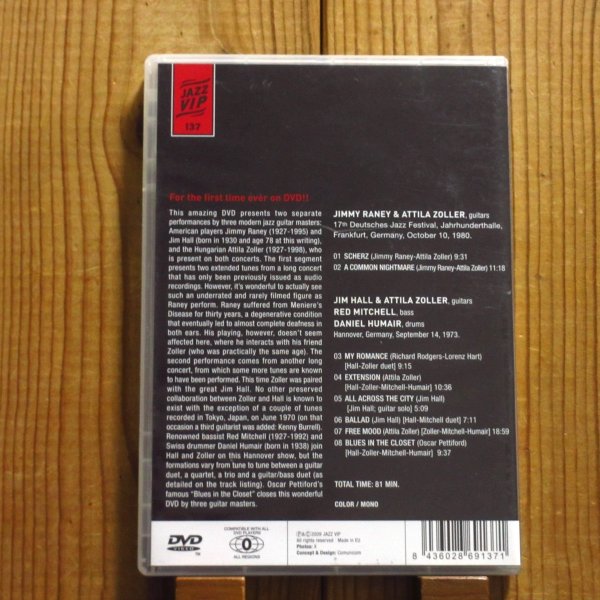 JAZZ
VIP
137
For the first time ever on DVD!!
This amazing DVD presents two separate
performances by three modern jazz guitar masters:
American players Jimmy Raney (1927-1995) and
Jim Hall (born in 1930 and age 78 at this writing),
and the Hungarian Attila Zoller (1927-1998), who
is present on both concerts. The first segment
presents two extended tunes from a long concert
that has only been previously issued as audio
recordings. However, it's wonderful to actually see
such an underrated and rarely filmed figure as
Raney perform. Raney suffered from Meniere's
Disease for thirty years, a degenerative condition
that eventually led to almost complete deafness in
both ears. His playing, however, doesn't seem
affected here, where he interacts with his friend
Zoller (who was practically the same age). The
second performance comes from another long
concert, from which some more tunes are known
to have been performed. This time Zoller was paired
with the great Jim Hall. No other preserved
collaboration between Zoller and Hall is known to
exist with the exception of a couple of tunes
recorded in Tokyo, Japan, on June 1970 (on that
occasion a third guitarist was added: Kenny Burrell).
Renowned bassist Red Mitchell (1927-1992) and
Swiss drummer Daniel Humair (born in 1938) join
Hall and Zoller on this Hannover show, but the
formations vary from tune to tune between a guitar
duet, a quartet, a trio and a guitar/bass duet (as
detailed on the track listing). Oscar Pettiford's
famous "Blues in the Closet" closes this wonderful
DVD by three guitar masters.
JIMMY RANEY & ATTILA ZOLLER, guitars
17th Deutsches Jazz Festival, Jahrhunderthalle,
Frankfurt, Germany, October 10, 1980.
01 SCHERZ (Jimmy Raney-Attila Zoller) 9:31
02 A COMMON NIGHTMARE (Jimmy Raney-Attila Zoller) 11:18
JIM HALL & ATTILA ZOLLER, guitars
RED MITCHELL, bass
DANIEL HUMAIR, drums
Hannover, Germany, September 14, 1973.
03 MY ROMANCE (Richard Rodgers-Lorenz Hart)
[Hall-Zoller duet] 9:15
04 EXTENSION (Attila Zoller)
[Hall-Zoller-Mitchell-Humair] 10:36
05 ALL ACROSS THE CITY (Jim Hall)
[Jim Hall; guitar solo] 5:09
06 BALLAD (Jim Hall) [Hall-Mitchell duet] 7:11
07 FREE MOOD (Attila Zoller) [Zoller-Mitchell-Humair] 18:59
08 BLUES IN THE CLOSET (Oscar Pettiford)
[Hall-Zoller-Mitchell-Humair] 9:37
TOTAL TIME: 81 MIN.
COLOR / MONO
DVD
VIDEO
TM
COMPATIBLE WITH ALL
DVD PLAYERS
0
ALL REGIONS
℗&© 2009 JAZZ VIP
All rights reserved Made in EU
Photos: X
Concept & Design: Comunicom
8 436028 691371